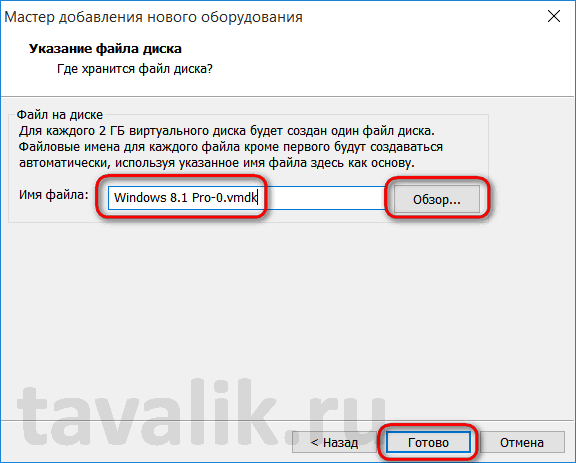 Мастер добавления нового оборудования
Указание файла диска
Где хранится файл диска?
Файл на диске
Для каждого 2 ГБ виртуального диска будет создан один файл диска.
Файловые имена для каждого файла кроме первого будут создаваться
автоматически, используя указанное имя файла здесь как основу.
Имя файла: Windows 8.1 Pro-0.vmdk Обзор...
tavalik.ru
< Назад Готово Отмена